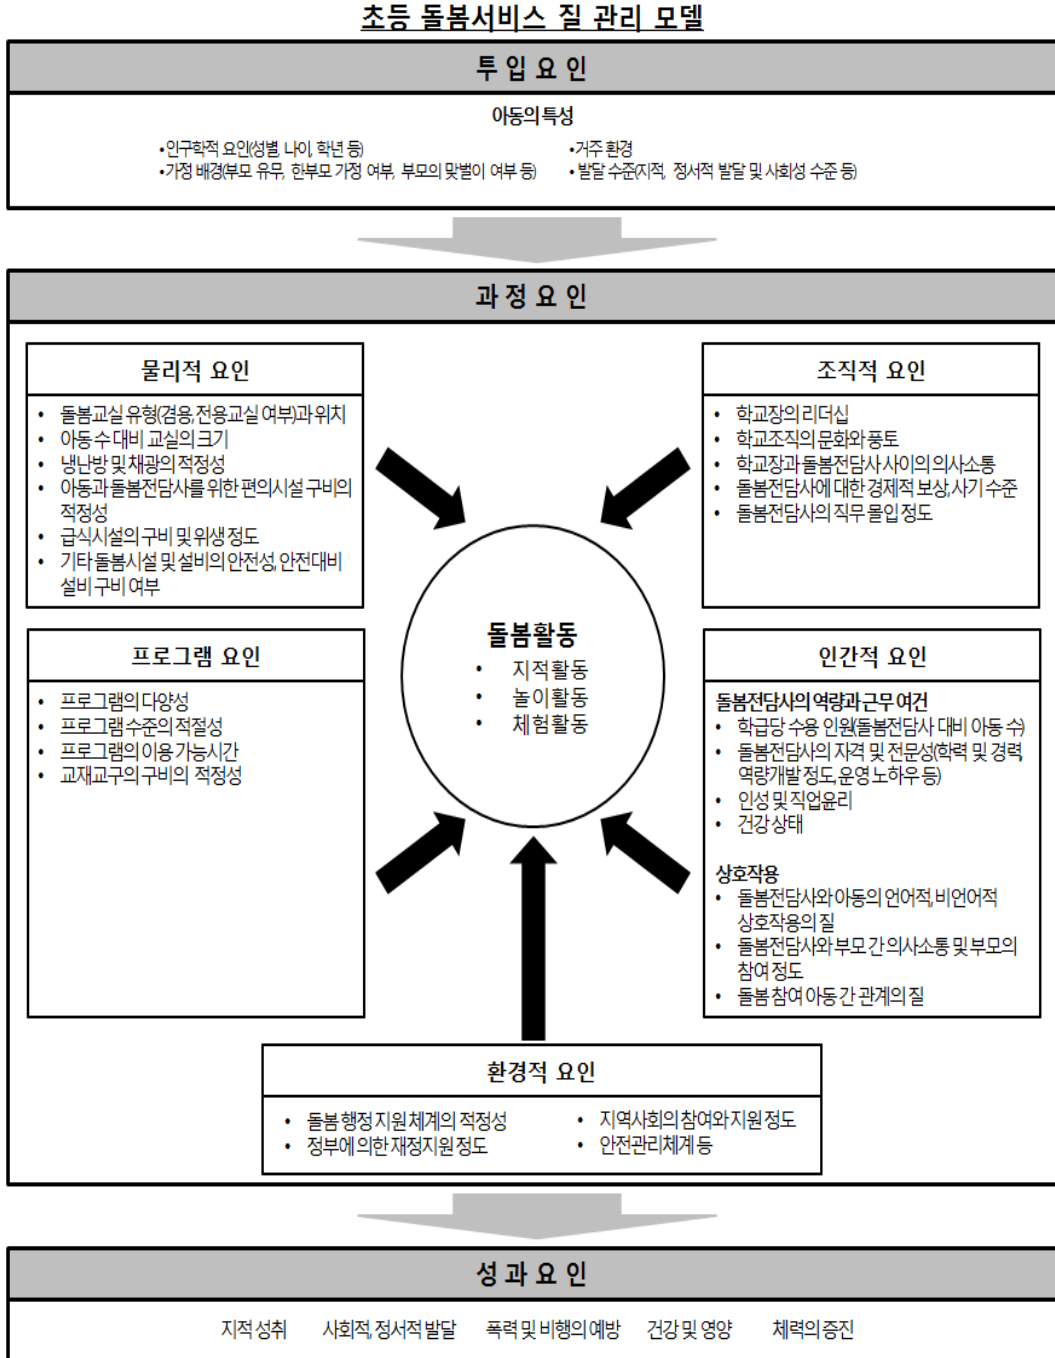 초등 돌봄서비스 질 관리 모델
투 입 요 인
아동의 특성
•인구학적 요인(성별, 나이, 학년 등)
•가정 배경(부모 유무, 한부모 가정 여부, 부모의 맞벌이 여부 등)
•거주 환경
•발달 수준(지적, 정서적 발달 및 사회성 수준 등)
과 정 요 인
물리적 요인
• 돌봄교실 유형(겸용, 전용교실 여부)과 위치
• 아동 수 대비 교실의 크기
• 냉난방 및 채광의 적정성
• 아동과 돌봄전담사를 위한 편의시설 구비의
적정성
• 급식시설의 구비 및 위생 정도
• 기타 돌봄시설 및 설비의 안전성, 안전대비
설비 구비 여부
조직적 요인
• 학교장의 리더십
• 학교조직의 문화와 풍토
• 학교장과 돌봄전담사 사이의 의사소통
• 돌봄전담사에 대한 경제적 보상, 사기 수준
• 돌봄전담사의 직무 몰입 정도
돌봄활동
• 지적활동
• 놀이활동
• 체험활동
프로그램 요인
• 프로그램의 다양성
• 프로그램 수준의 적절성
• 프로그램의 이용 가능시간
• 교재교구의 구비의 적정성
인간적 요인
돌봄전담사의 역량과 근무 여건
• 학급당 수용 인원(돌봄전담사 대비 아동 수)
• 돌봄전담사의 자격 및 전문성(학력 및 경력,
역량개발 정도, 운영 노하우 등)
• 인성 및 직업윤리
• 건강 상태
상호작용
• 돌봄전담사와 아동의 언어적, 비언어적
상호작용의 질
• 돌봄전담사와 부모 간 의사소통 및 부모의
참여 정도
• 돌봄 참여 아동 간 관계의 질
환경적 요인
• 돌봄 행정 지원 체계의 적정성
• 정부에 의한 재정지원 정도
• 지역사회의 참여와 지원 정도
• 안전관리체계 등
성 과 요 인
지적 성취 사회적, 정서적 발달 폭력 및 비행의 예방 건강 및 영양 체력의 증진